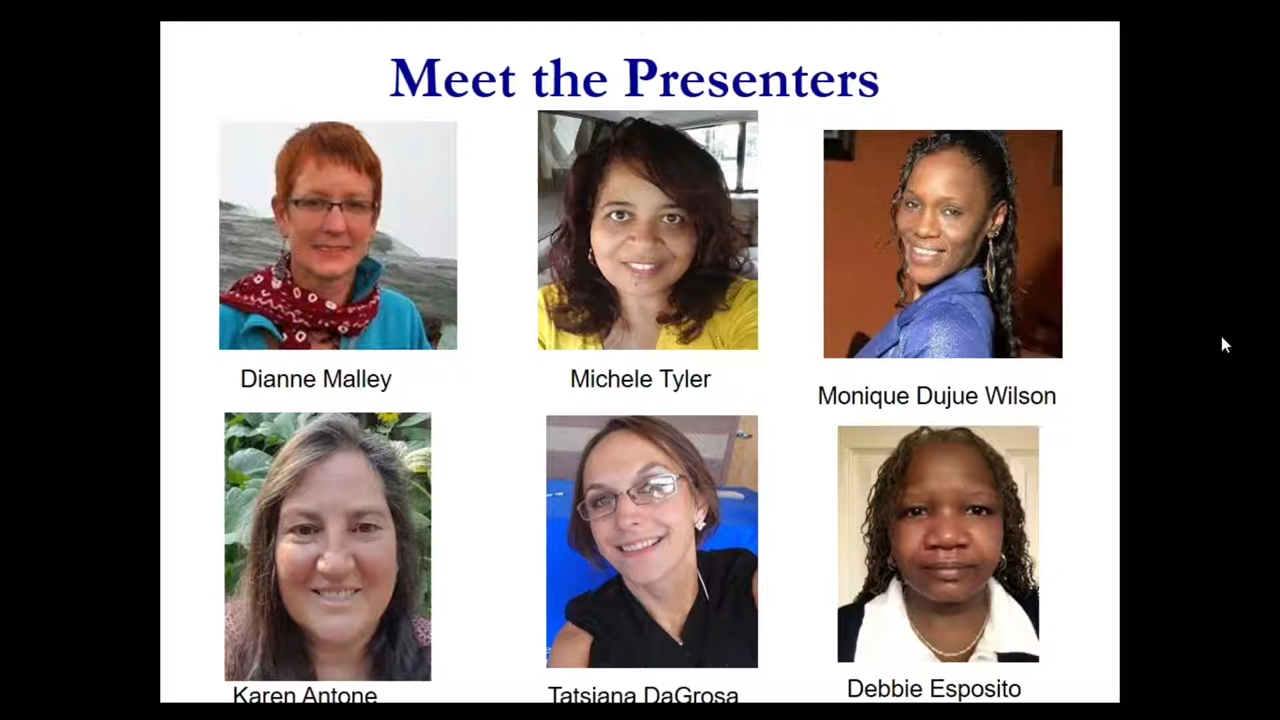 Meet the Presenters
Dianne Malley
Michele Tyler
Monique Dujue Wilson
Karen Antone
Tatsiana DaGrosa
Debbie Esposito